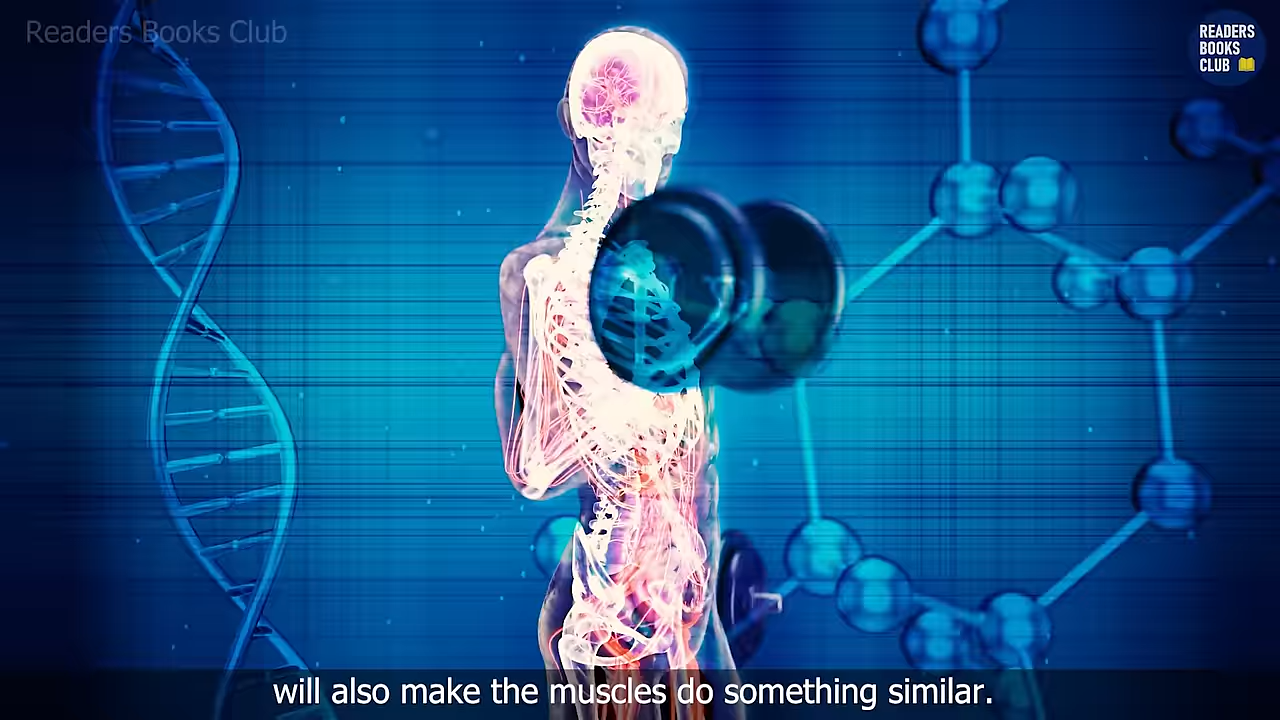 Readers Books Club
READERS
BOOKS
CLUB
will also make the muscles do something similar.